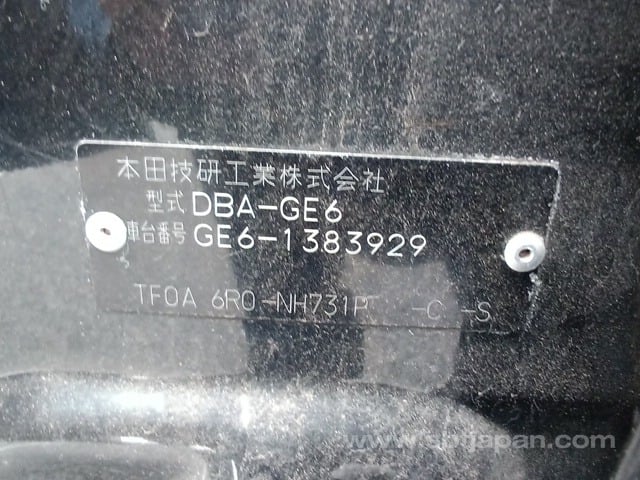 本田技研工業株式会社
型式 DBA-GE6
車台番号 GE6-1383929
TF0A 6R0-NH731P -C -S
www.sbtjapan.com